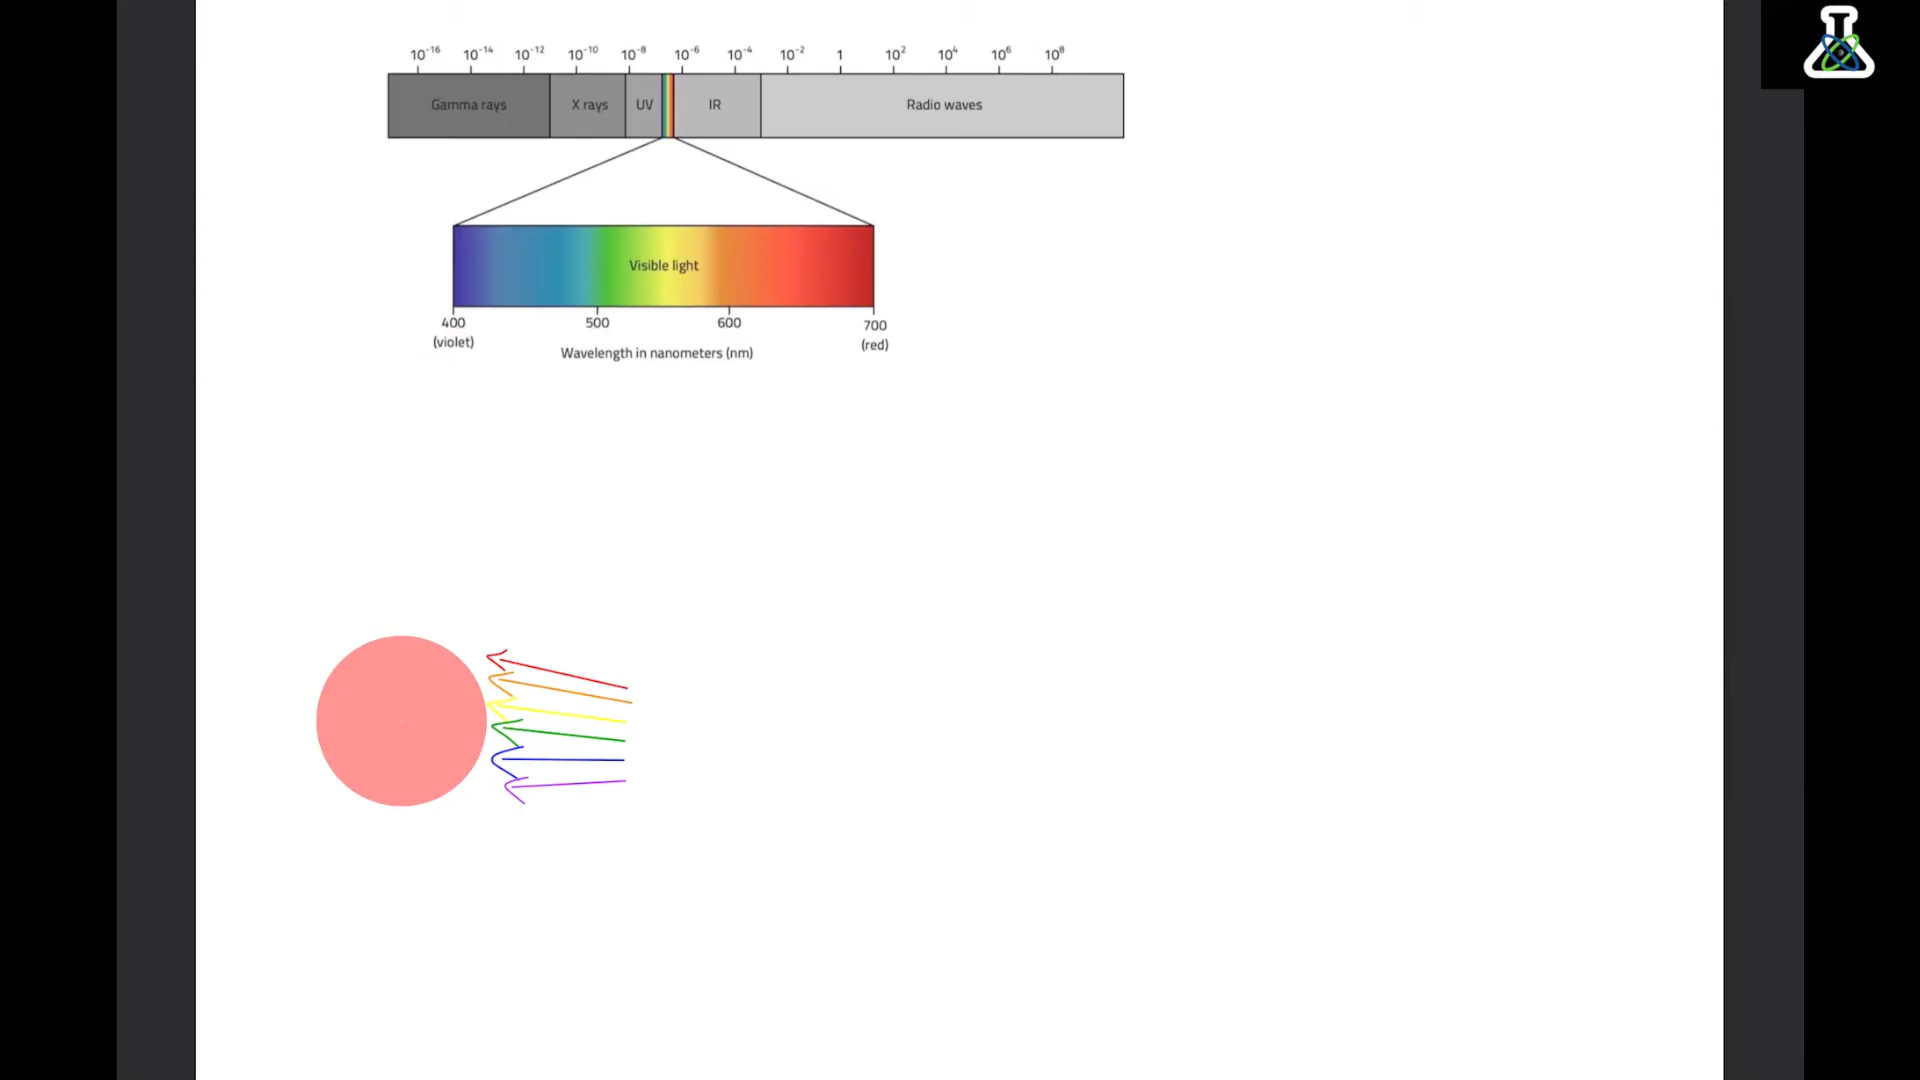 10⁻¹⁶ 10⁻¹⁴ 10⁻¹² 10⁻¹⁰ 10⁻⁸ 10⁻⁶ 10⁻⁴ 10⁻² 1 10² 10⁴ 10⁶ 10⁸
Gamma rays X rays UV IR Radio waves
Visible light
400 500 600 700
(violet) (red)
Wavelength in nanometers (nm)